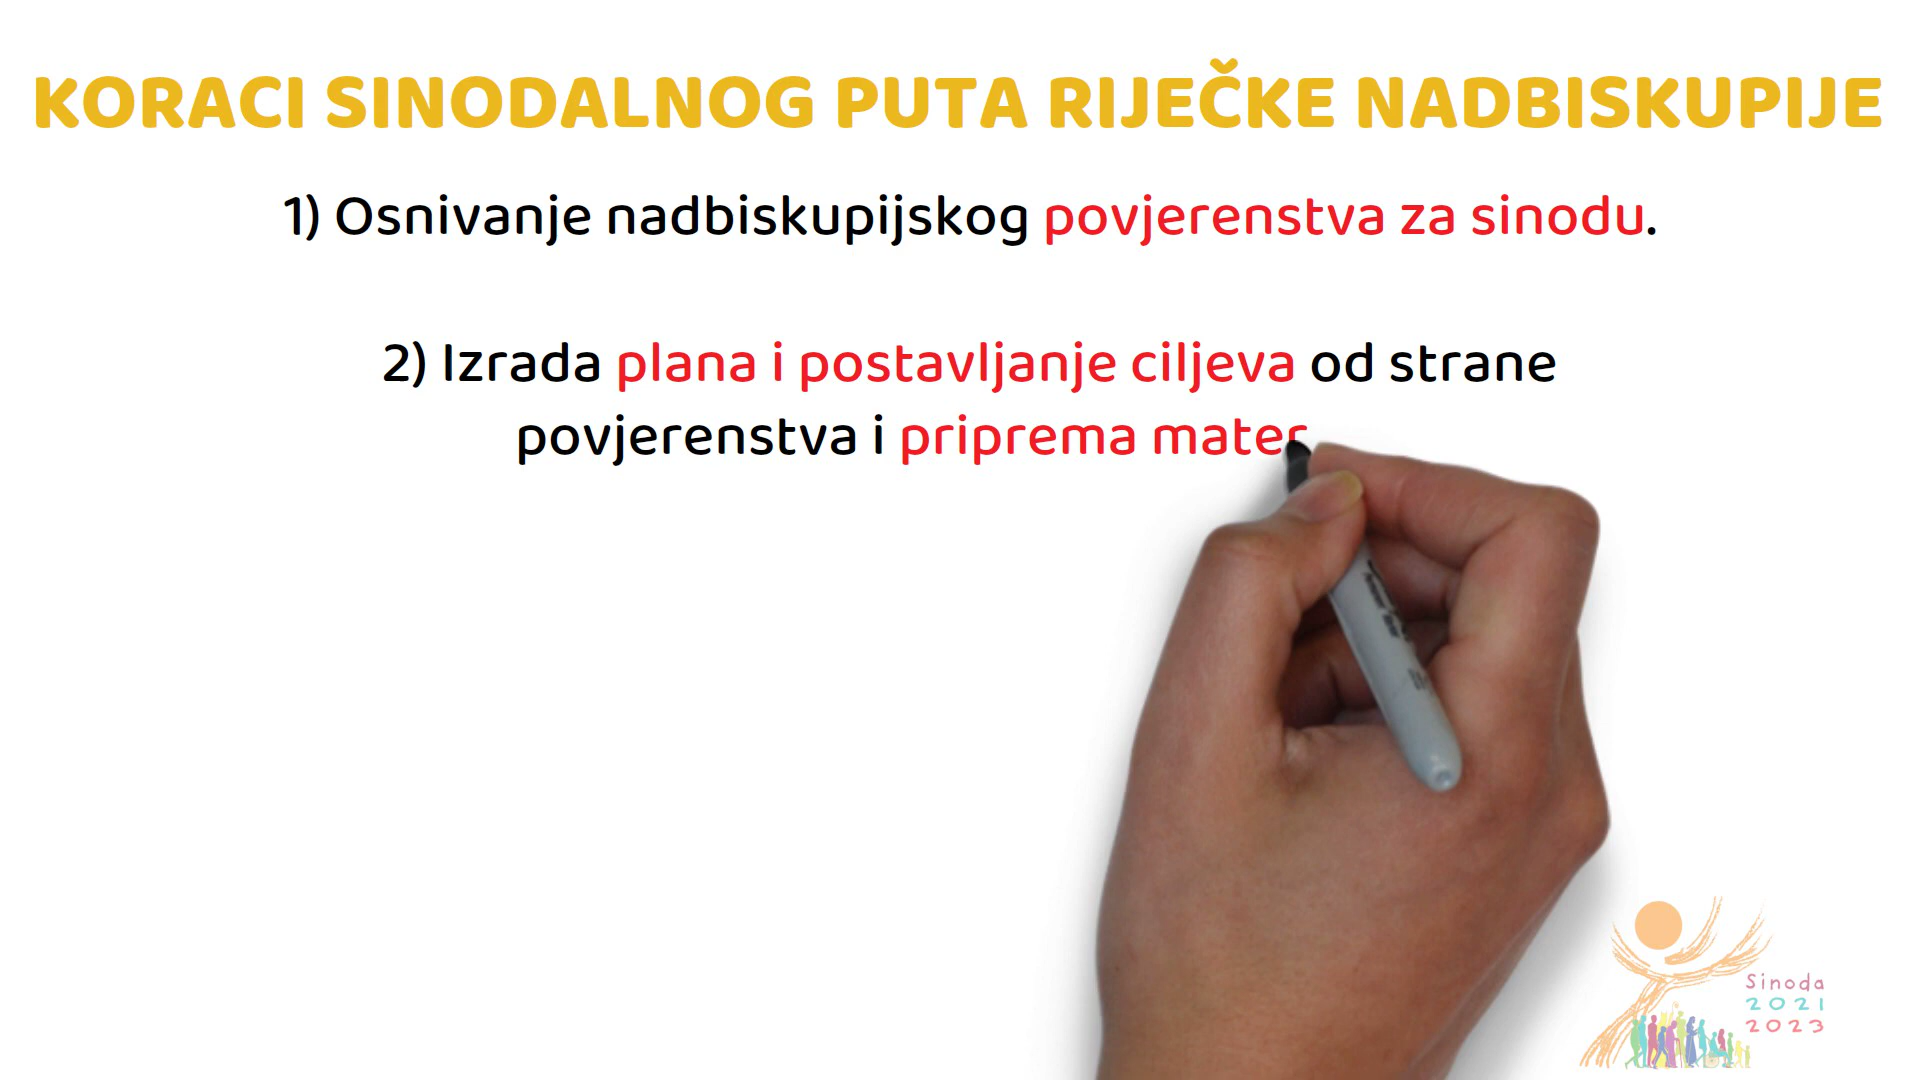 KORACI SINODALNOG PUTA RIJEČKE NADBISKUPIJE
1) Osnivanje nadbiskupijskog povjerenstva za sinodu.
2) Izrada plana i postavljanje ciljeva od strane
povjerenstva i priprema mater
Sinoda
2021
2023